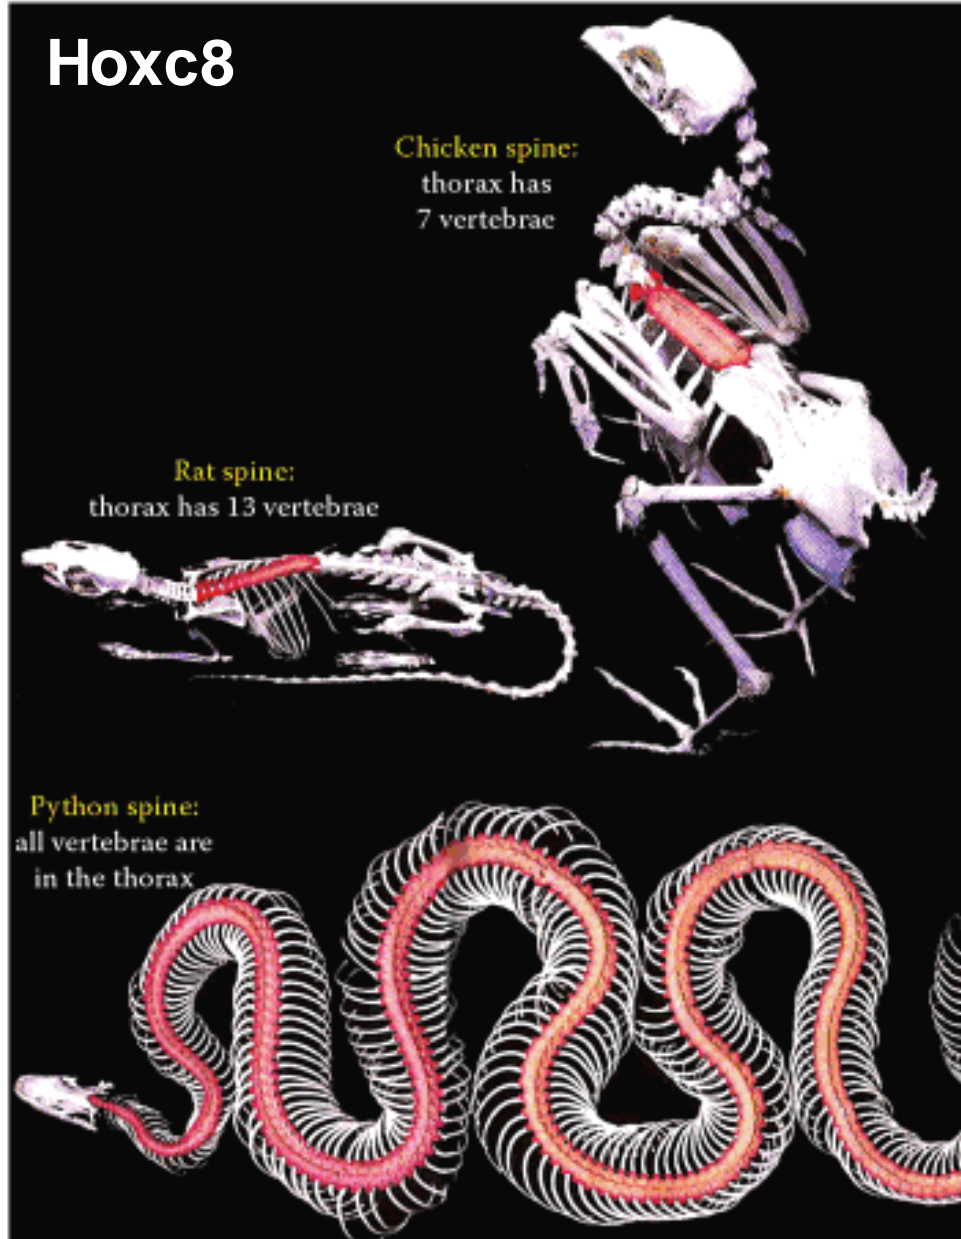 Hoxc8
Chicken spine:
thorax has
7 vertebrae
Rat spine:
thorax has 13 vertebrae
Python spine:
all vertebrae are
in the thorax